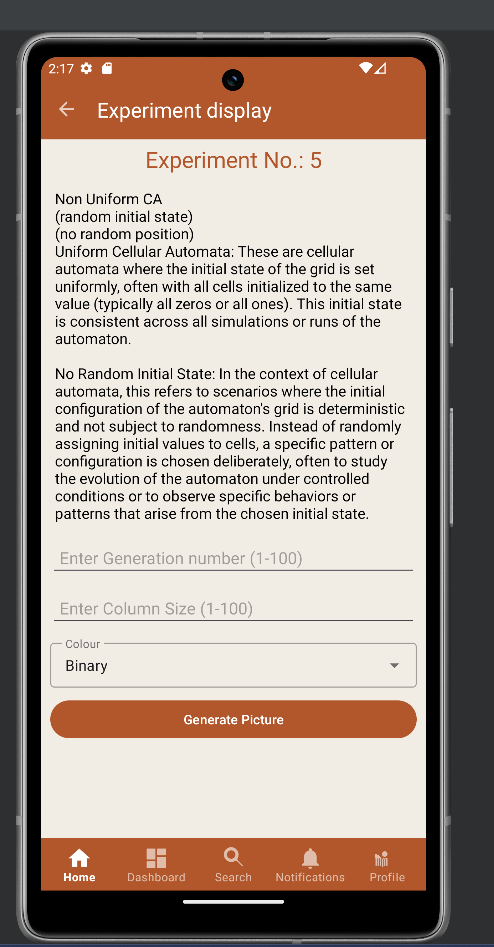 2:17
Experiment display
Experiment No.: 5
Non Uniform CA
(random initial state)
(no random position)
Uniform Cellular Automata: These are cellular
automata where the initial state of the grid is set
uniformly, often with all cells initialized to the same
value (typically all zeros or all ones). This initial state
is consistent across all simulations or runs of the
automaton.
No Random Initial State: In the context of cellular
automata, this refers to scenarios where the initial
configuration of the automaton's grid is deterministic
and not subject to randomness. Instead of randomly
assigning initial values to cells, a specific pattern or
configuration is chosen deliberately, often to study
the evolution of the automaton under controlled
conditions or to observe specific behaviors or
patterns that arise from the chosen initial state.
Enter Generation number (1-100)
Enter Column Size (1-100)
Colour
Binary
Generate Picture
Home Dashboard Search Notifications Profile